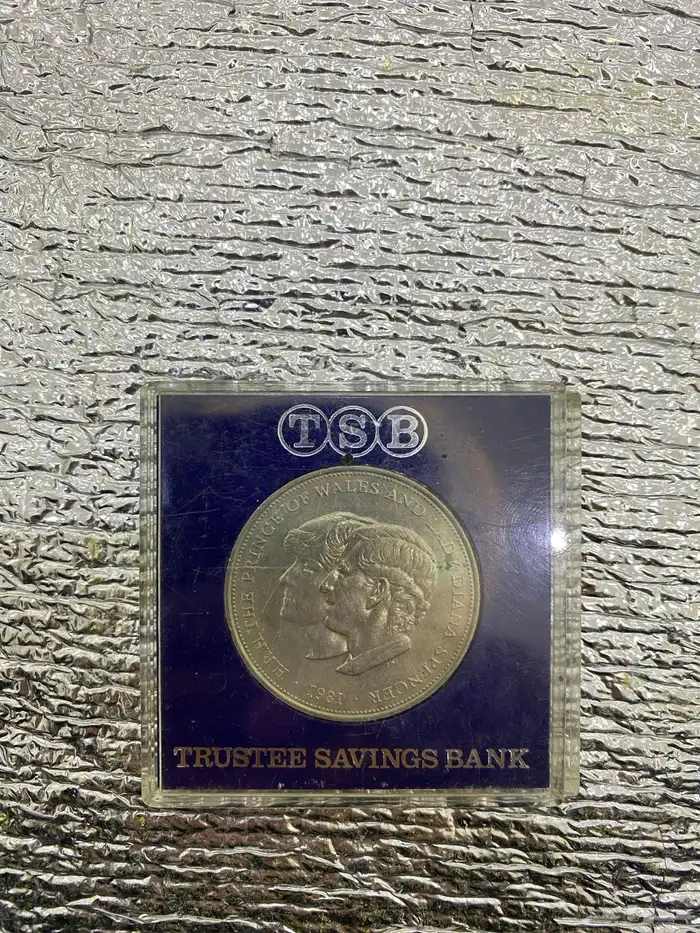 TSB
H.R.H. THE PRINCE OF WALES AND LADY DIANA SPENCER
1981
TRUSTEE SAVINGS BANK